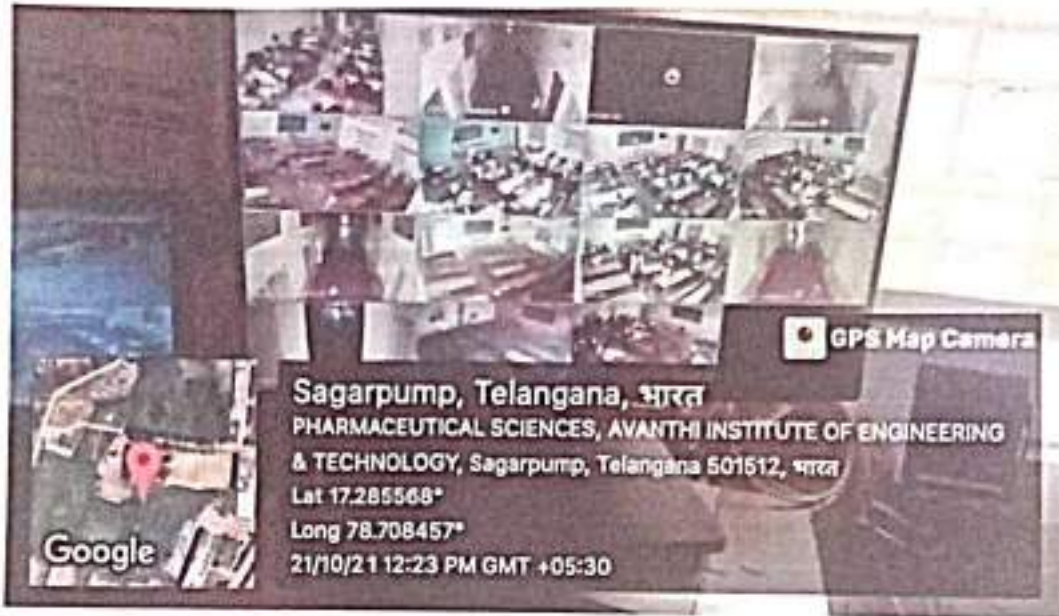 GPS Map Camera
Sagarpump, Telangana, भारत
PHARMACEUTICAL SCIENCES, AVANTHI INSTITUTE OF ENGINEERING
& TECHNOLOGY, Sagarpump, Telangana 501512, भारत
Lat 17.285568°
Long 78.708457°
21/10/21 12:23 PM GMT +05:30
Google